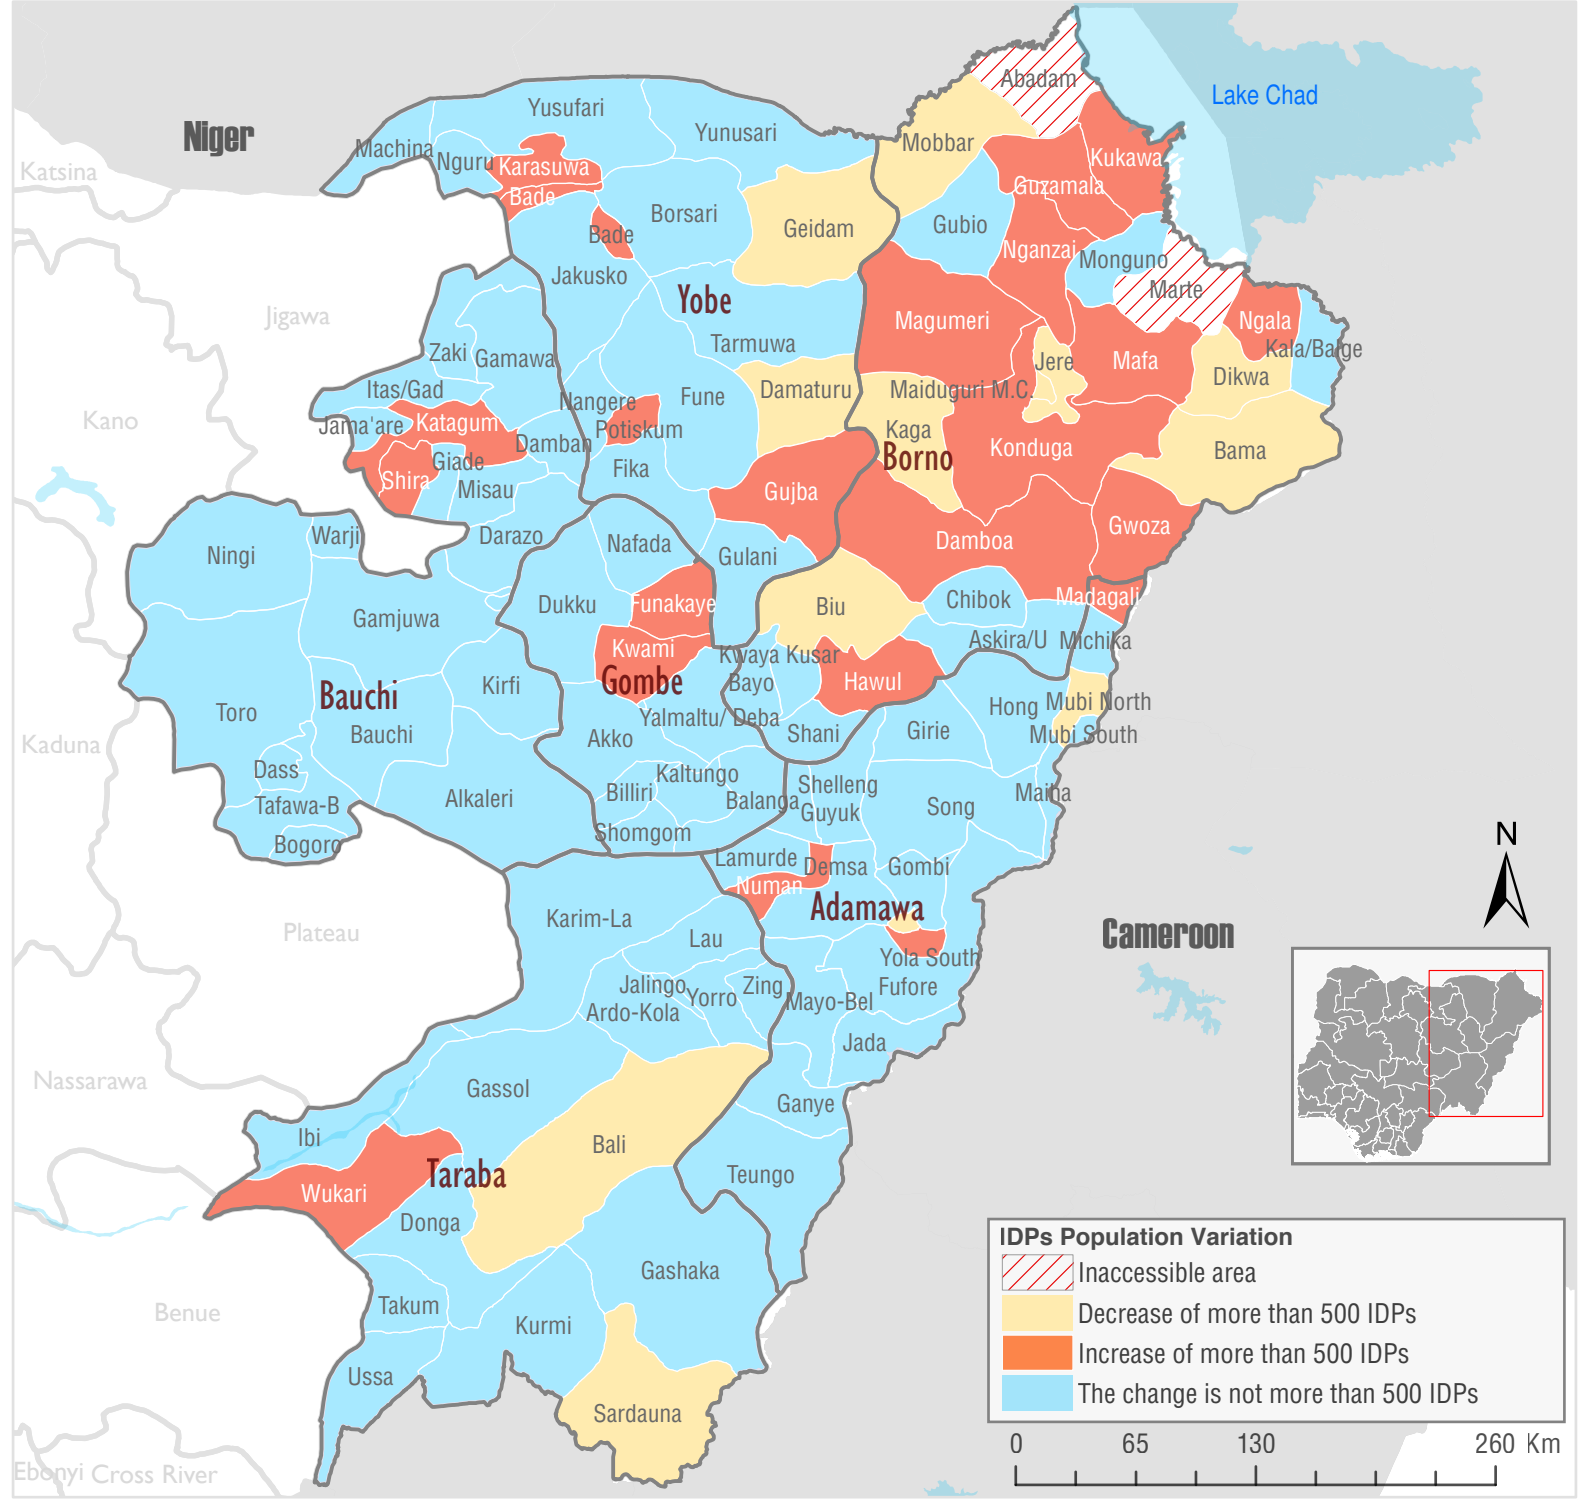 Abadam
Lake Chad
Yusufari
Niger
Yunusari
Mobbar
Machina
Nguru
Karasuwa
Kukawa
Katsina
Guzamala
Bade
Borsari
Geidam
Gubio
Bade
Nganzai
Monguno
Jakusko
Marte
Yobe
Jigawa
Magumeri
Ngala
Tarmuwa
Zaki
Gamawa
Jere
Mafa
Kala/Balge
Dikwa
Itas/Gad
Damaturu
Maiduguri M.C.
Fune
Nangere
Kano
Katagum
Jama'are
Potiskum
Kaga
Damban
Konduga
Bama
Borno
Giade
Fika
Shira
Misau
Gujba
Gwoza
Darazo
Warji
Damboa
Nafada
Ningi
Gulani
Madagali
Chibok
Dukku
Funakaye
Biu
Gamjuwa
Askira/U
Michika
Kwami
Kwaya Kusar
Gombe
Bayo
Hawul
Kirfi
Bauchi
Mubi North
Hong
Toro
Yalmaltu/ Deba
Bauchi
Akko
Shani
Girie
Mubi South
Kaduna
Dass
Kaltungo
Shelleng
Billiri
Maiha
Alkaleri
Balanga
Tafawa-B
Guyuk
Song
Shomgom
Bogoro
N
Lamurde
Demsa
Gombi
Numan
Adamawa
Karim-La
Plateau
Cameroon
Lau
Yola South
Jalingo
Yorro
Zing
Fufore
Mayo-Bel
Ardo-Kola
Jada
Nassarawa
Gassol
Ganye
Ibi
Bali
Taraba
Teungo
Wukari
Donga
Gashaka
Takum
Benue
Kurmi
Ussa
Sardauna
Ebonyi
Cross River
IDPs Population Variation
Inaccessible area
Decrease of more than 500 IDPs
Increase of more than 500 IDPs
The change is not more than 500 IDPs
0 65 130 260 Km